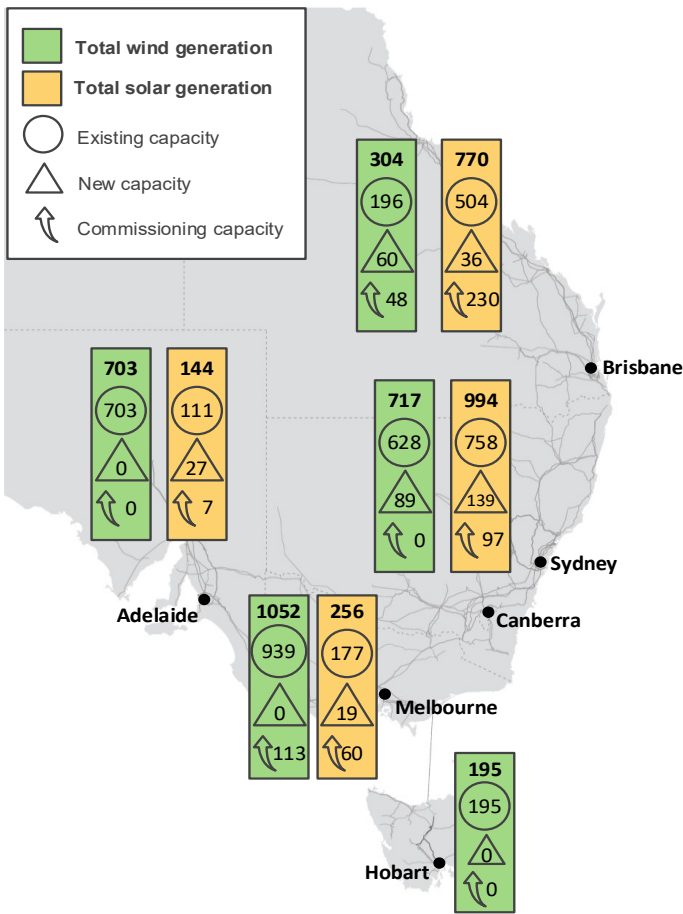 Total wind generation
Total solar generation
Existing capacity
New capacity
Commissioning capacity
304 770
196 504
60 36
48 230
Brisbane
703 144
703 111
0 27
0 7
717 994
628 758
89 139
0 97
Sydney
Adelaide
Canberra
1052 256
939 177
0 19
113 60
Melbourne
195
195
0
0
Hobart